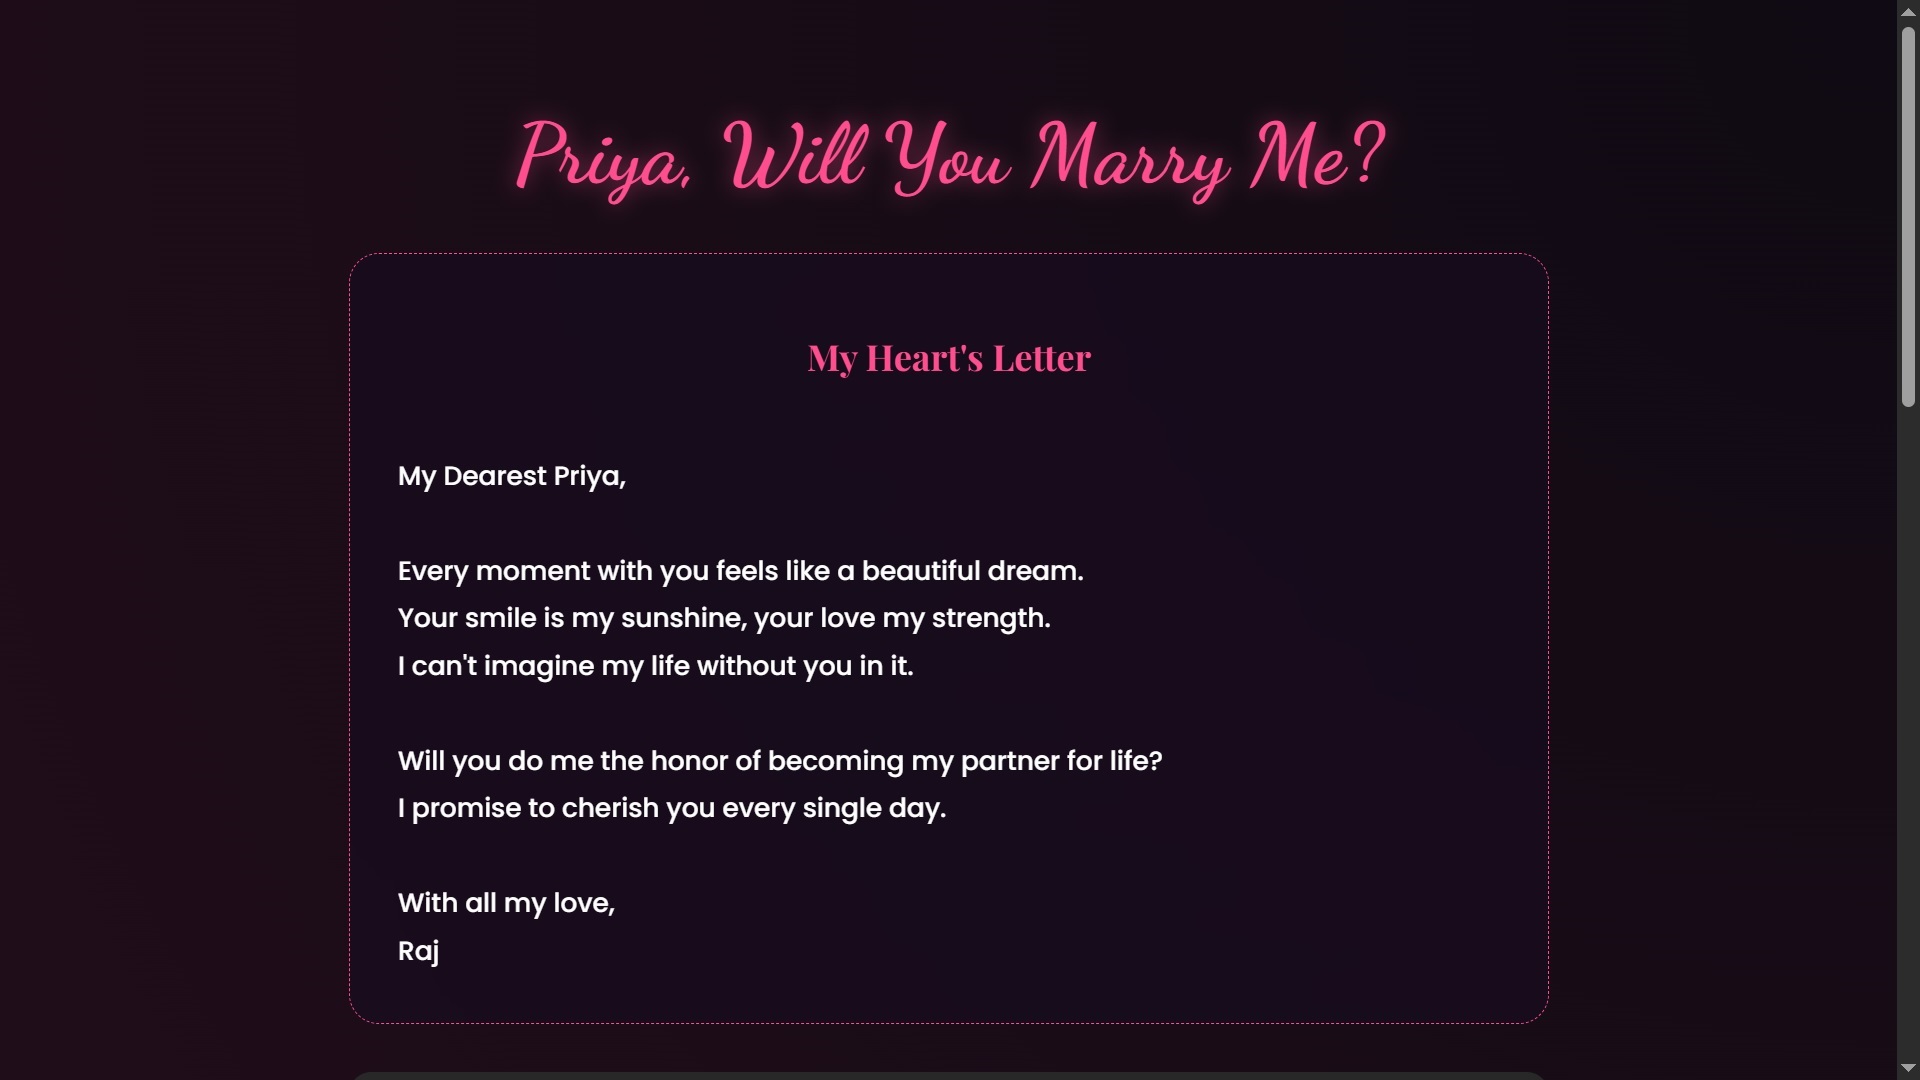 Priya, Will You Marry Me?
My Heart's Letter
My Dearest Priya,
Every moment with you feels like a beautiful dream.
Your smile is my sunshine, your love my strength.
I can't imagine my life without you in it.
Will you do me the honor of becoming my partner for life?
I promise to cherish you every single day.
With all my love,
Raj